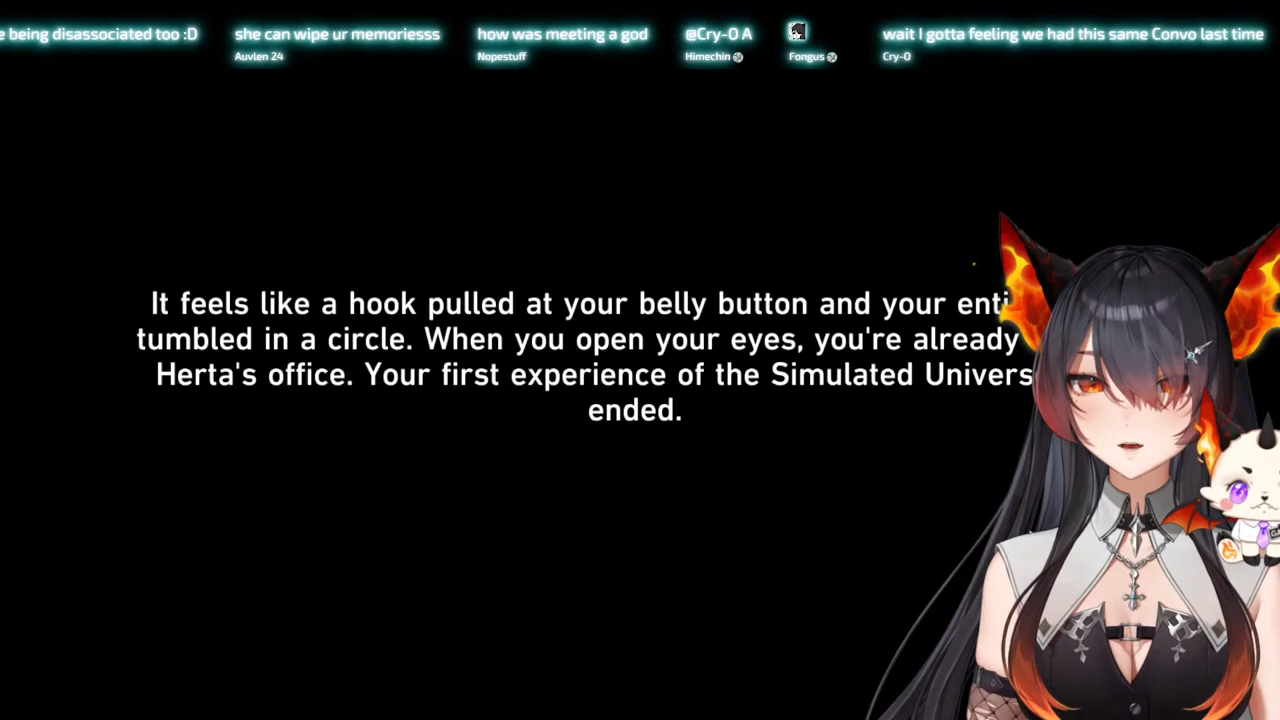 e being disassociated too :D
she can wipe ur memoriesss
Auvlen 24
how was meeting a god
Nopestuff
@Cry-O A
Himechin
Fongus
wait I gotta feeling we had this same Convo last time
Cry-O
It feels like a hook pulled at your belly button and your enti
tumbled in a circle. When you open your eyes, you're already
Herta's office. Your first experience of the Simulated Univers
ended.